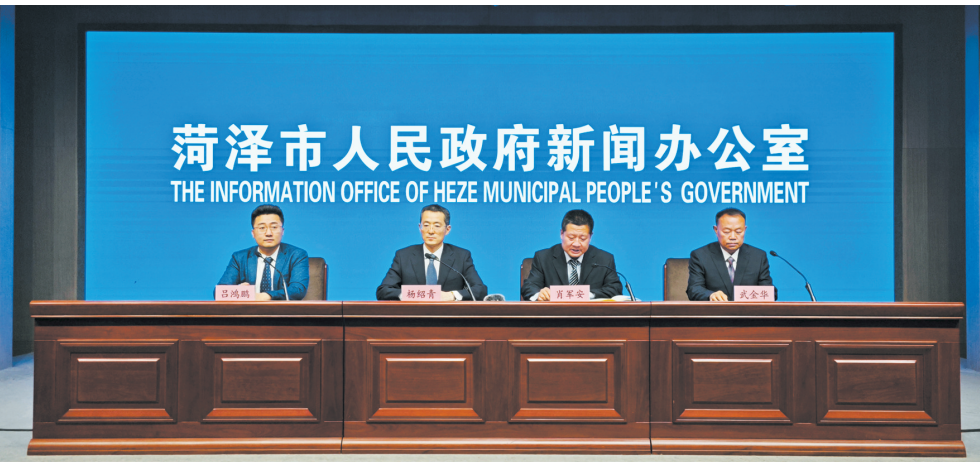 菏泽市人民政府新闻办公室
THE INFORMATION OFFICE OF HEZE MUNICIPAL PEOPLE'S GOVERNMENT
吕鸿鹏
杨绍青
肖军安
武金华